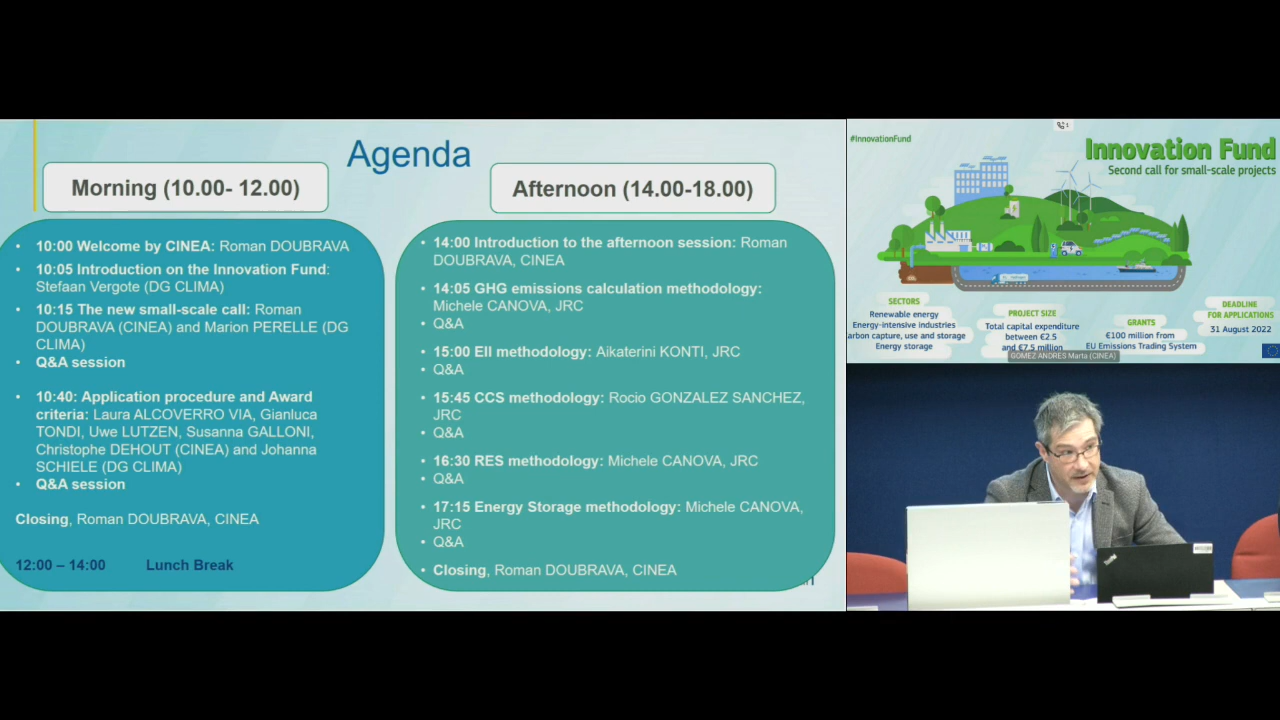 Agenda
Morning (10.00- 12.00)
• 10:00 Welcome by CINEA: Roman DOUBRAVA
• 10:05 Introduction on the Innovation Fund:
Stefaan Vergote (DG CLIMA)
• 10:15 The new small-scale call: Roman
DOUBRAVA (CINEA) and Marion PERELLE (DG
CLIMA)
• Q&A session
• 10:40: Application procedure and Award
criteria: Laura ALCOVERRO VIA, Gianluca
TONDI, Uwe LUTZEN, Susanna GALLONI,
Christophe DEHOUT (CINEA) and Johanna
SCHIELE (DG CLIMA)
• Q&A session
Closing, Roman DOUBRAVA, CINEA
12:00 – 14:00 Lunch Break
Afternoon (14.00-18.00)
• 14:00 Introduction to the afternoon session: Roman
DOUBRAVA, CINEA
• 14:05 GHG emissions calculation methodology:
Michele CANOVA, JRC
• Q&A
• 15:00 EII methodology: Aikaterini KONTI, JRC
• Q&A
• 15:45 CCS methodology: Rocio GONZALEZ SANCHEZ,
JRC
• Q&A
• 16:30 RES methodology: Michele CANOVA, JRC
• Q&A
• 17:15 Energy Storage methodology: Michele CANOVA,
JRC
• Q&A
• Closing, Roman DOUBRAVA, CINEA
#InnovationFund
Innovation Fund
Second call for small-scale projects
SECTORS
Renewable energy
Energy-intensive industries
arbon capture, use and storage
Energy storage
PROJECT SIZE
Total capital expenditure
between €2.5
and €7.5 million
GRANTS
€100 million from
EU Emissions Trading System
DEADLINE
FOR APPLICATIONS
31 August 2022
GOMEZ ANDRES Marta (CINEA)
ThinkPad